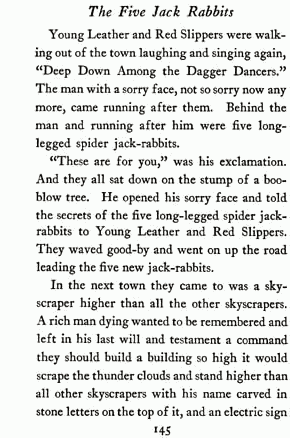 The Five Jack Rabbits
Young Leather and Red Slippers were walk-
ing out of the town laughing and singing again,
“Deep Down Among the Dagger Dancers.”
The man with a sorry face, not so sorry now any
more, came running after them. Behind the
man and running after him were five long-
legged spider jack-rabbits.
“These are for you,” was his exclamation.
And they all sat down on the stump of a boo-
blow tree. He opened his sorry face and told
the secrets of the five long-legged spider jack-
rabbits to Young Leather and Red Slippers.
They waved good-by and went on up the road
leading the five new jack-rabbits.
In the next town they came to was a sky-
scraper higher than all the other skyscrapers.
A rich man dying wanted to be remembered and
left in his last will and testament a command
they should build a building so high it would
scrape the thunder clouds and stand higher than
all other skyscrapers with his name carved in
stone letters on the top of it, and an electric sign
145